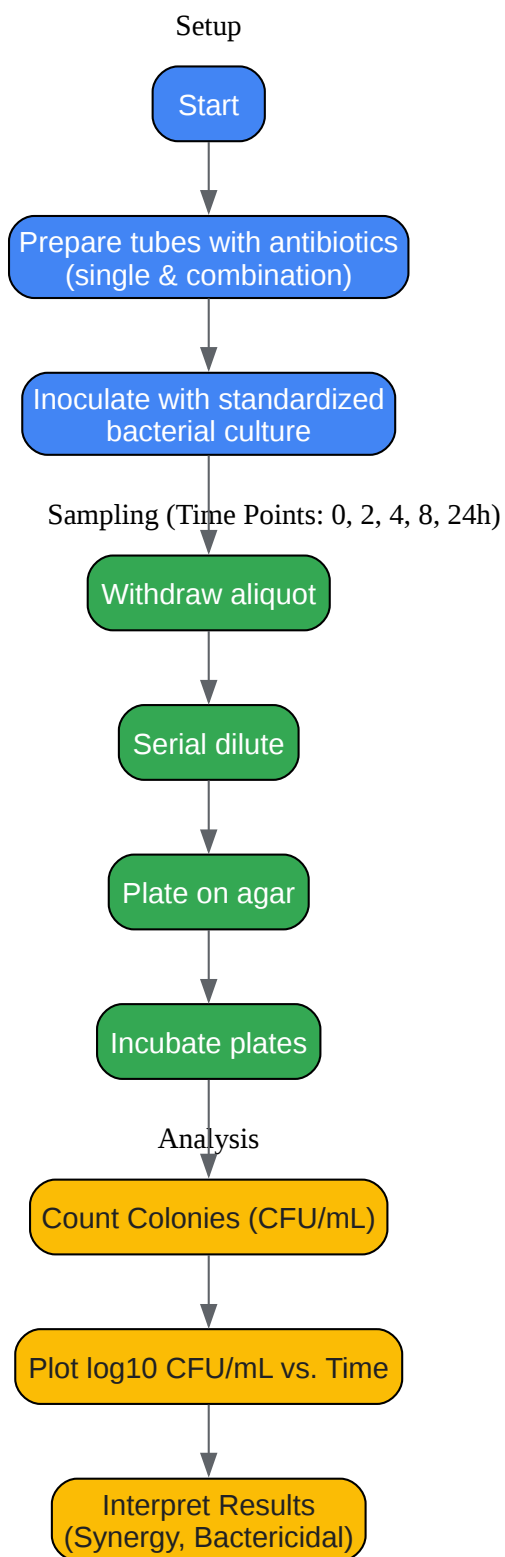 Setup
Start
Prepare tubes with antibiotics
(single & combination)
Inoculate with standardized
bacterial culture
Sampling (Time Points: 0, 2, 4, 8, 24h)
Withdraw aliquot
Serial dilute
Plate on agar
Incubate plates
Analysis
Count Colonies (CFU/mL)
Plot log10 CFU/mL vs. Time
Interpret Results
(Synergy, Bactericidal)